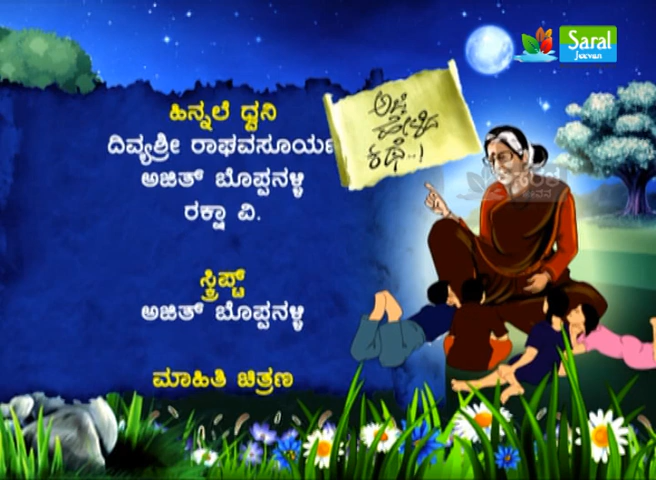 Saral
Jeevan
ಅಜ್ಜಿ
ಹೇಳಿದ
ಕಥೆ..!
ಹಿನ್ನಲೆ ಧ್ವನಿ
ದಿವ್ಯಶ್ರೀ ರಾಘವಸೂರ್ಯ
ಅಜಿತ್ ಬೊಪ್ಪನಳ್ಳಿ
ರಕ್ಷಾ ವಿ.
ಸ್ಕ್ರಿಪ್ಟ್
ಅಜಿತ್ ಬೊಪ್ಪನಳ್ಳಿ
ಮಾಹಿತಿ ಚಿತ್ರಣ